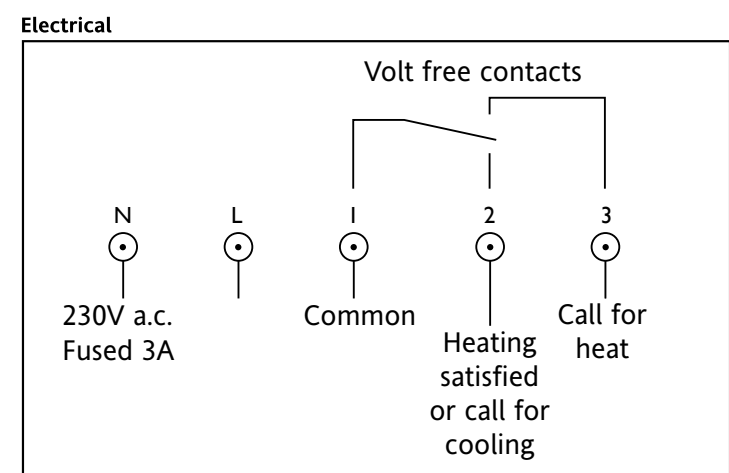 Electrical
Volt free contacts
N L 1 2 3
230V a.c.
Fused 3A
Common
Heating
satisfied
or call for
cooling
Call for
heat